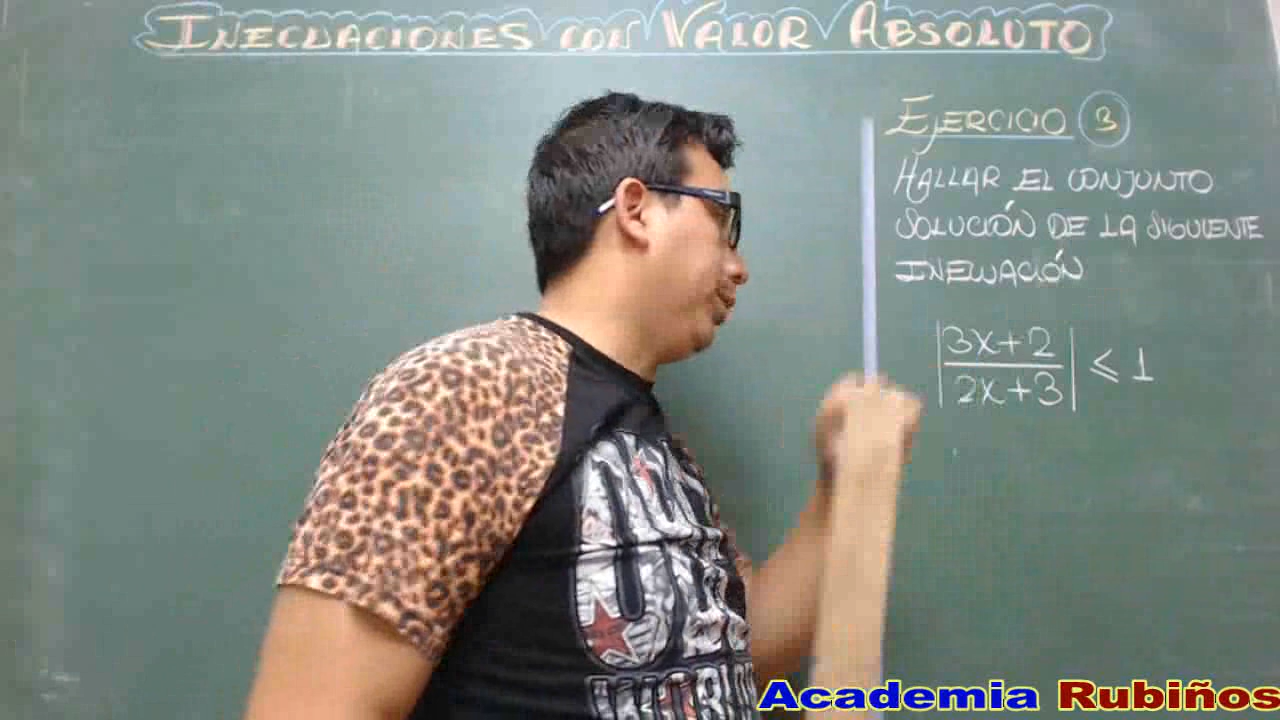 INECUACIONES CON VALOR ABSOLUTO
EJERCICIO 3
HALLAR EL CONJUNTO
SOLUCIÓN DE LA SIGUIENTE
INECUACIÓN
|3x+2 / 2x+3| ≤ 1
Academia Rubiños